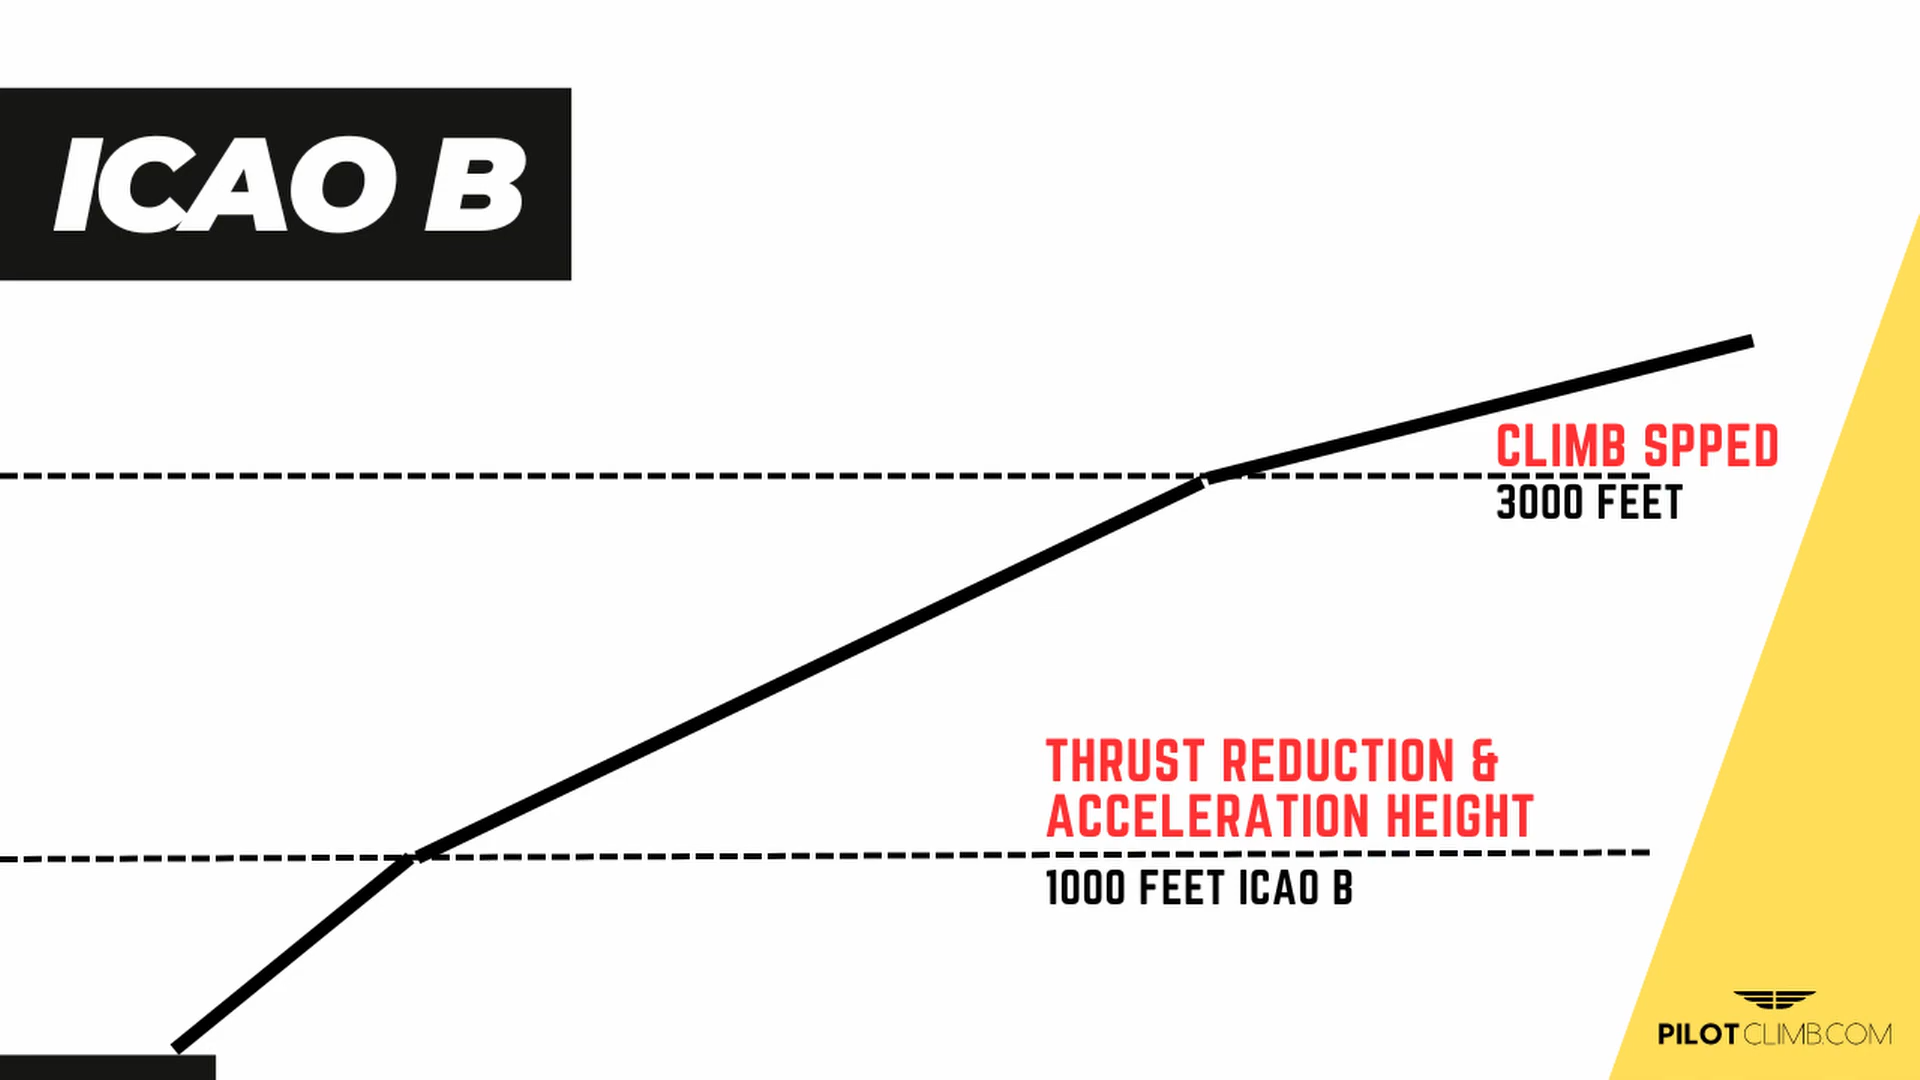 ICAO B
CLIMB SPPED
3000 FEET
THRUST REDUCTION &
ACCELERATION HEIGHT
1000 FEET ICAO B
PILOTCLIMB.COM